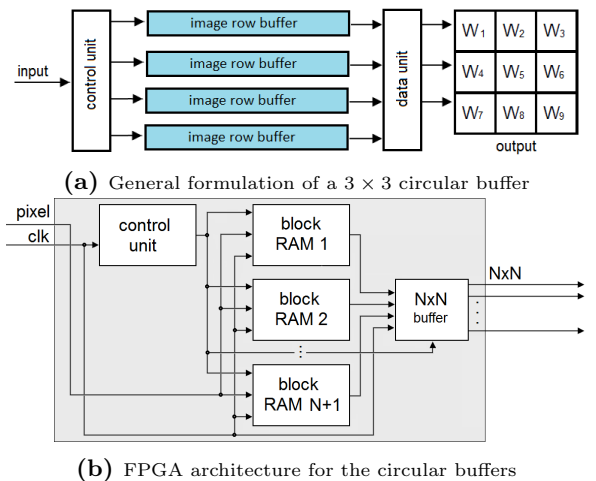 input
control unit
image row buffer
image row buffer
image row buffer
image row buffer
data unit
W1 W2 W3
W4 W5 W6
W7 W8 W9
output
(a) General formulation of a 3 × 3 circular buffer
pixel
clk
control
unit
block
RAM 1
block
RAM 2
block
RAM N+1
NxN
buffer
NxN
(b) FPGA architecture for the circular buffers